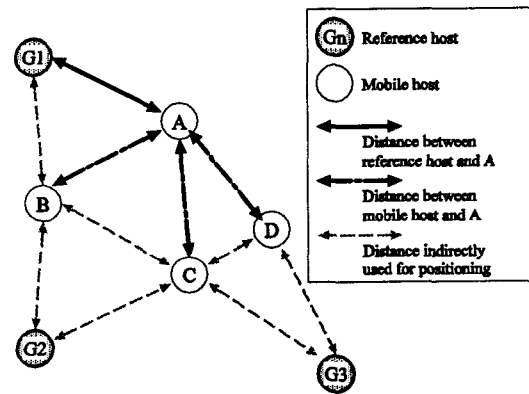 G1
A
B
D
C
G2
G3
Gn Reference host
Mobile host
Distance between
reference host and A
Distance between
mobile host and A
Distance indirectly
used for positioning